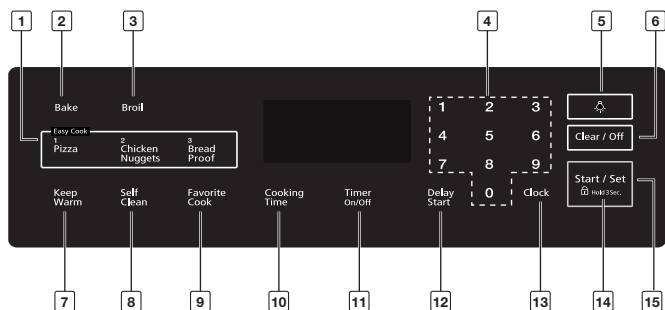 1 2 3 4 5 6
Bake Broil
Easy Cook
1 2 3
Pizza Chicken Nuggets Bread Proof
1 2 3
4 5 6
7 8 9
0
Clear / Off
Start / Set
Hold 3 Sec.
Keep Warm
Self Clean
Favorite Cook
Cooking Time
Timer On/Off
Delay Start
Clock
7 8 9 10 11 12 13 14 15